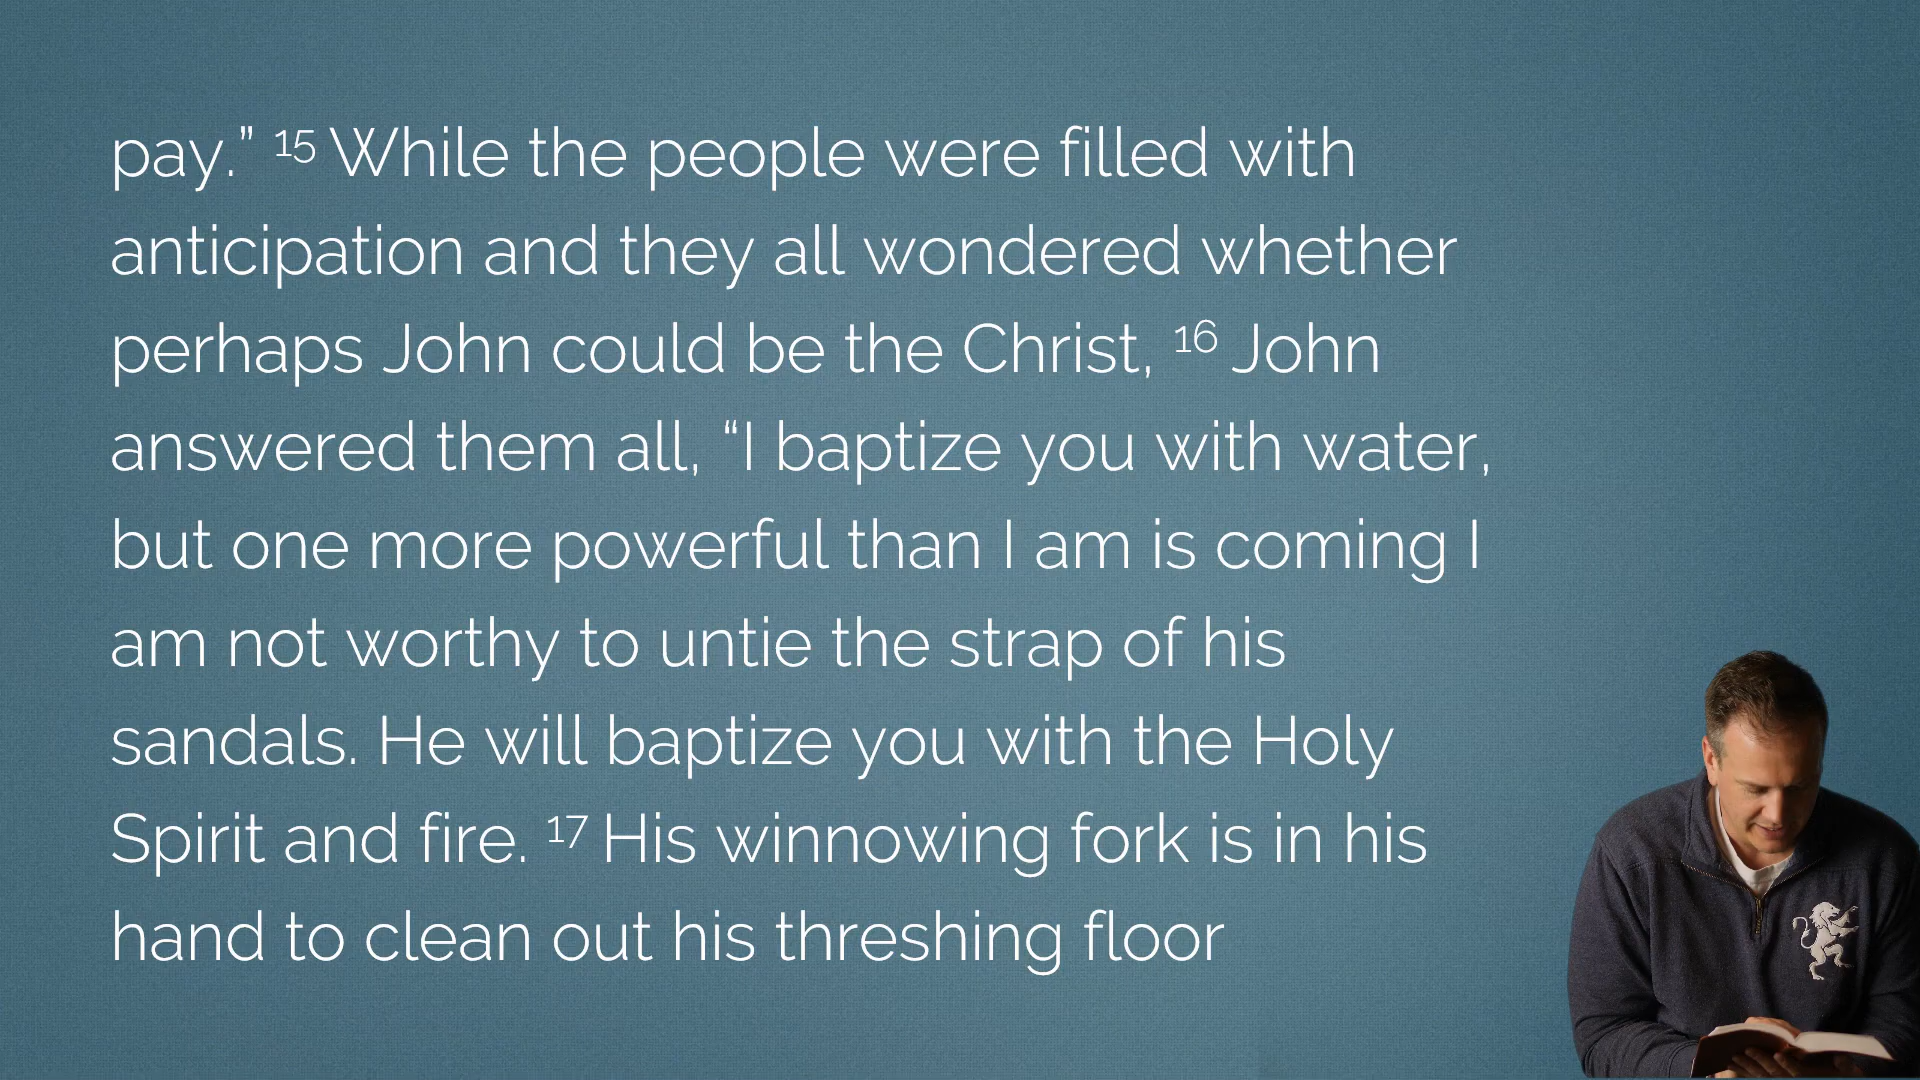 pay.” 15 While the people were filled with
anticipation and they all wondered whether
perhaps John could be the Christ, 16 John
answered them all, “I baptize you with water,
but one more powerful than I am is coming I
am not worthy to untie the strap of his
sandals. He will baptize you with the Holy
Spirit and fire. 17 His winnowing fork is in his
hand to clean out his threshing floor